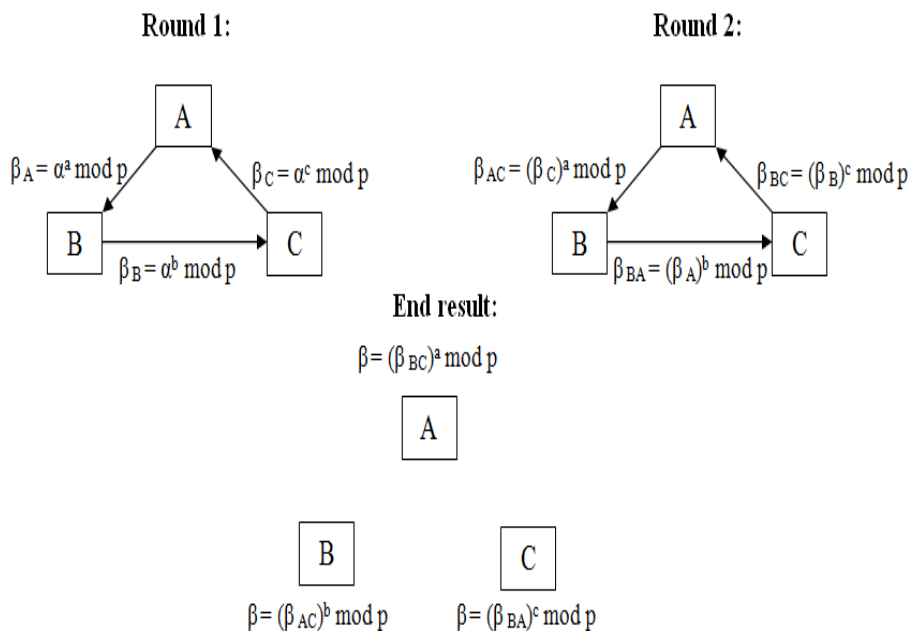 Round 1:
Round 2:
A
A
βA = αᵃ mod p
βC = αᶜ mod p
βAC = (βC)ᵃ mod p
βBC = (βB)ᶜ mod p
B
C
B
C
βB = αᵇ mod p
βBA = (βA)ᵇ mod p
End result:
β = (βBC)ᵃ mod p
A
B
C
β = (βAC)ᵇ mod p
β = (βBA)ᶜ mod p